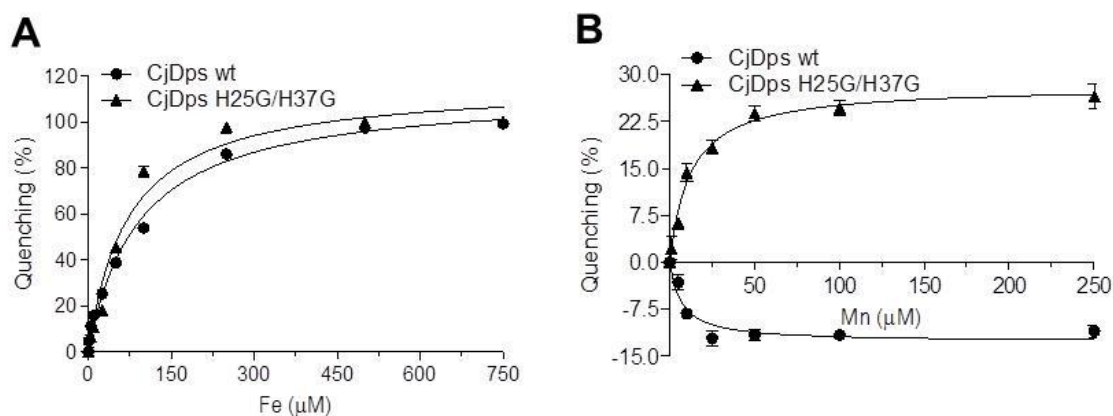 A
CjDps wt
CjDps H25G/H37G
120
100
80
60
40
20
0
Quenching (%)
0 150 300 450 600 750
Fe (µM)
B
CjDps wt
CjDps H25G/H37G
30.0
22.5
15.0
7.5
0.0
-7.5
-15.0
Quenching (%)
50 100 150 200 250
Mn (µM)